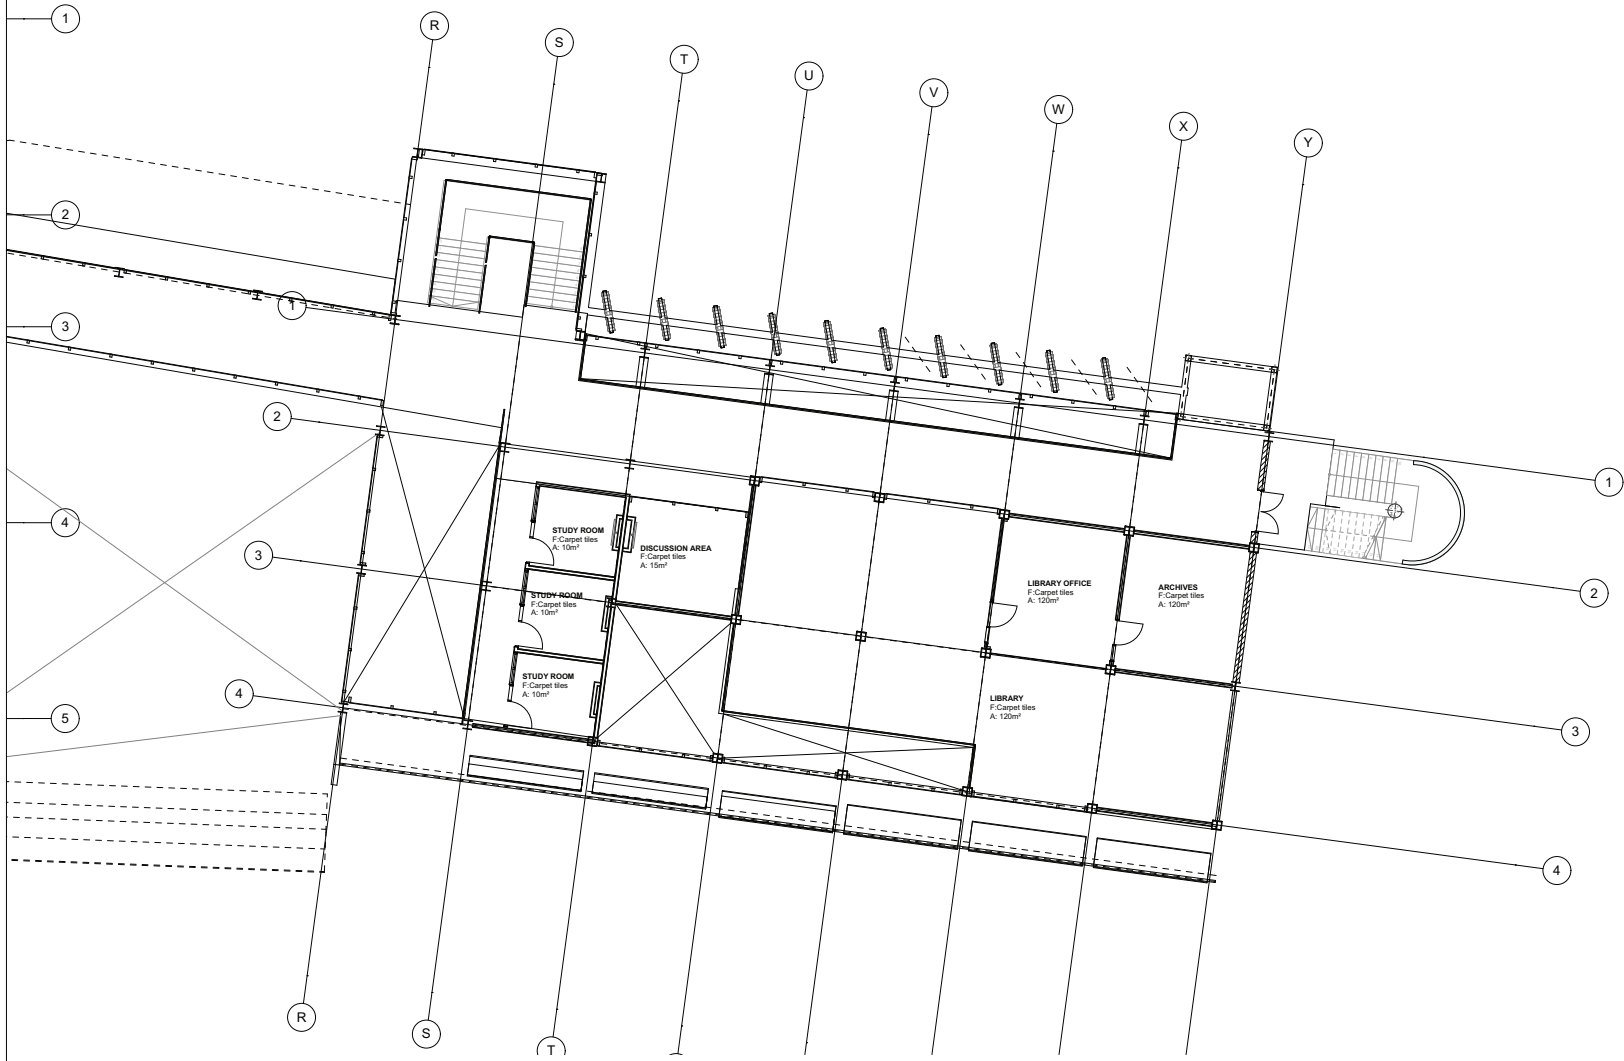 1
R
S
T
U
V
W
X
Y
2
1
3
2
1
4
3
2
STUDY ROOM
F:Carpet tiles
A: 10m²
DISCUSSION AREA
F:Carpet tiles
A: 15m²
STUDY ROOM
F:Carpet tiles
A: 10m²
LIBRARY OFFICE
F:Carpet tiles
A: 120m²
ARCHIVES
F:Carpet tiles
A: 120m²
STUDY ROOM
F:Carpet tiles
A: 10m²
LIBRARY
F:Carpet tiles
A: 120m²
4
5
3
4
R
S
T